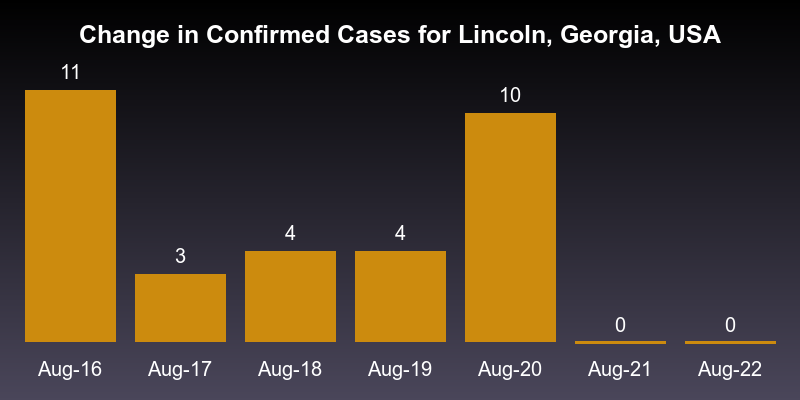 Change in Confirmed Cases for Lincoln, Georgia, USA
11
3
4
4
10
0
0
Aug-16
Aug-17
Aug-18
Aug-19
Aug-20
Aug-21
Aug-22